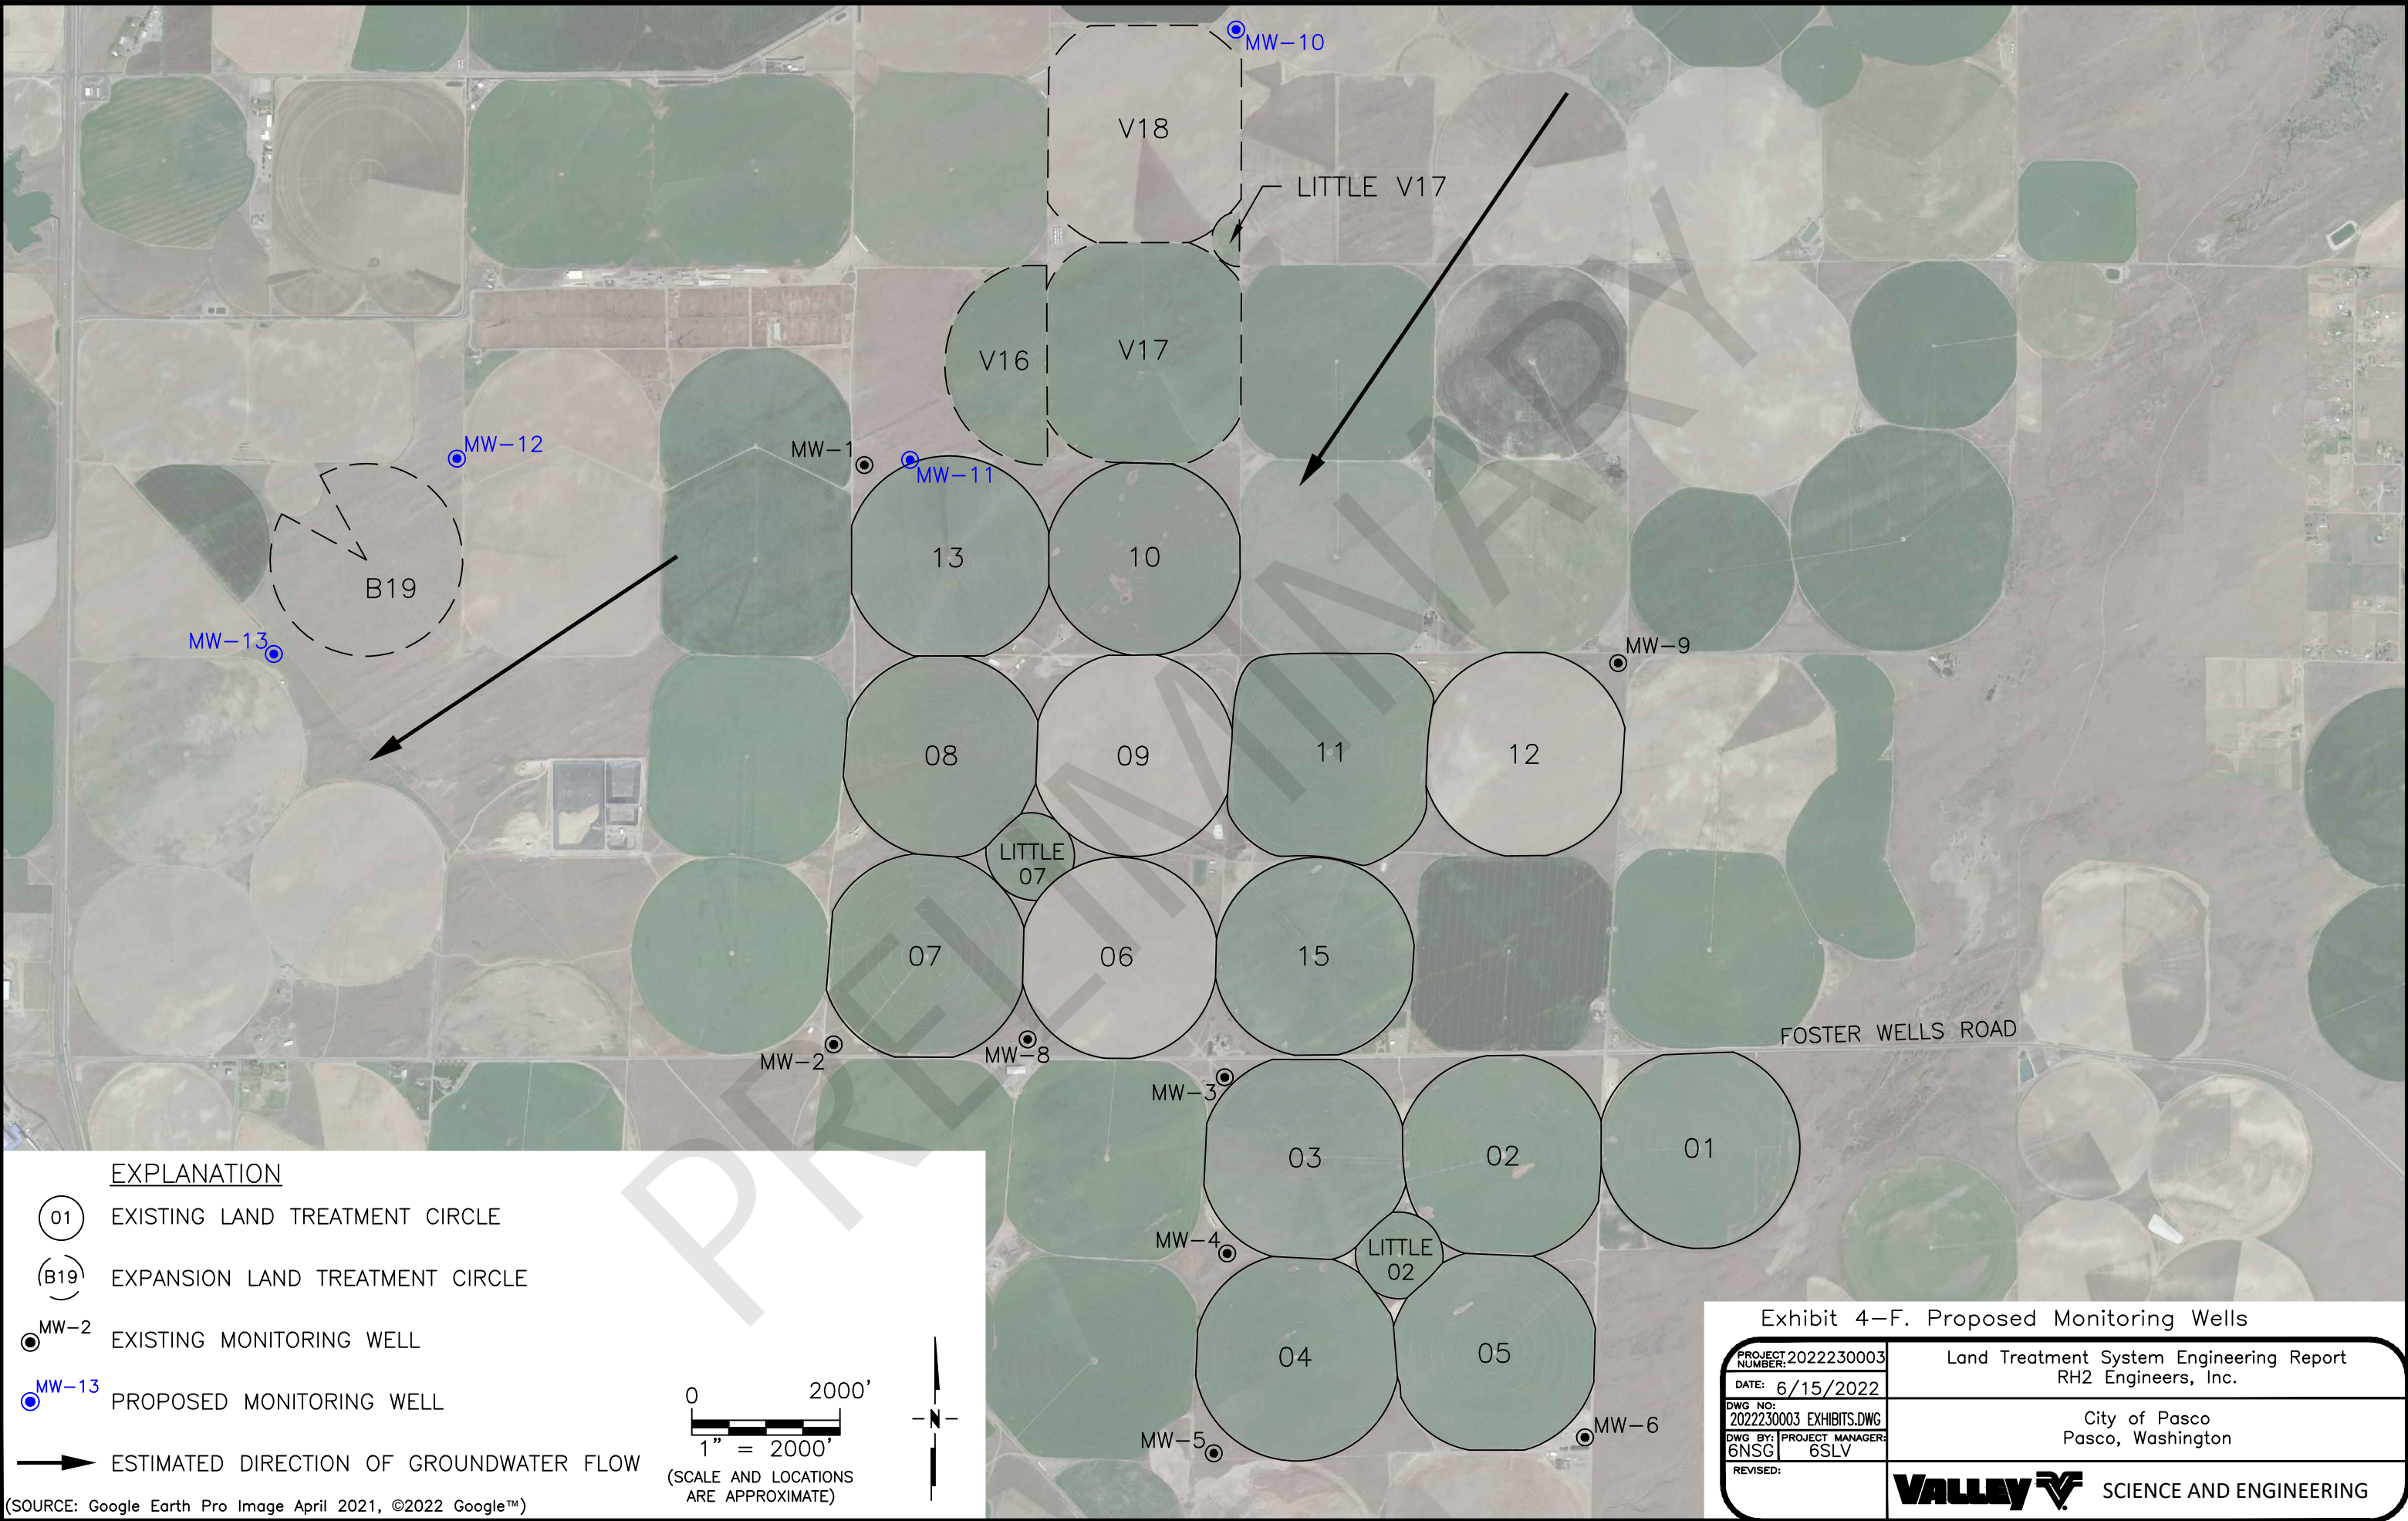 MW-10
V18
LITTLE V17
V16
V17
MW-12
MW-1
MW-11
13
10
B19
MW-13
MW-9
08
09
11
12
LITTLE
07
07
06
15
FOSTER WELLS ROAD
MW-2
MW-8
MW-3
03
02
01
MW-4
LITTLE
02
04
05
MW-5
MW-6
PRELIMINARY
EXPLANATION
01 EXISTING LAND TREATMENT CIRCLE
B19 EXPANSION LAND TREATMENT CIRCLE
MW-2 EXISTING MONITORING WELL
MW-13 PROPOSED MONITORING WELL
ESTIMATED DIRECTION OF GROUNDWATER FLOW
(SOURCE: Google Earth Pro Image April 2021, ©2022 Google™)
0 2000'
1" = 2000'
(SCALE AND LOCATIONS
ARE APPROXIMATE)
N
Exhibit 4-F. Proposed Monitoring Wells
PROJECT NUMBER: 2022230003
Land Treatment System Engineering Report
RH2 Engineers, Inc.
DATE: 6/15/2022
DWG NO:
2022230003 EXHIBITS.DWG
City of Pasco
Pasco, Washington
DWG BY: PROJECT MANAGER:
6NSG 6SLV
REVISED:
VALLEY SCIENCE AND ENGINEERING